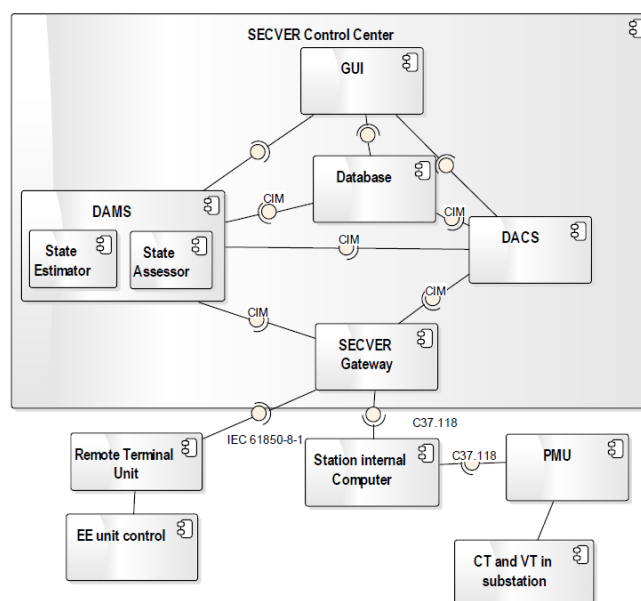 SECVER Control Center
GUI
Database
CIM
CIM
DAMS
State
Estimator
State
Assessor
CIM
DACS
CIM
CIM
SECVER
Gateway
IEC 61850-8-1
C37.118
Remote Terminal
Unit
Station internal
Computer
C37.118
PMU
EE unit control
CT and VT in
substation